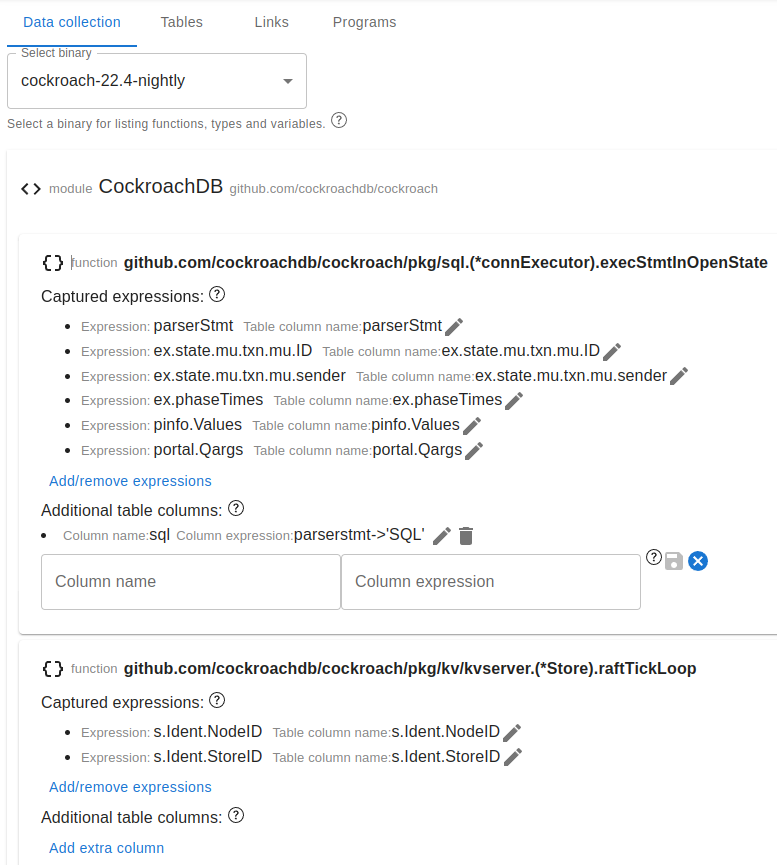 Data collection Tables Links Programs
Select binary
cockroach-22.4-nightly
Select a binary for listing functions, types and variables. ?
<> module CockroachDB github.com/cockroachdb/cockroach
{} function github.com/cockroachdb/cockroach/pkg/sql.(*connExecutor).execStmtInOpenState
Captured expressions: ?
• Expression: parserStmt Table column name:parserStmt
• Expression: ex.state.mu.txn.mu.ID Table column name:ex.state.mu.txn.mu.ID
• Expression: ex.state.mu.txn.mu.sender Table column name:ex.state.mu.txn.mu.sender
• Expression: ex.phaseTimes Table column name:ex.phaseTimes
• Expression: pinfo.Values Table column name:pinfo.Values
• Expression: portal.Qargs Table column name:portal.Qargs
Add/remove expressions
Additional table columns: ?
• Column name:sql Column expression:parserstmt->'SQL'
Column name Column expression ?
{} function github.com/cockroachdb/cockroach/pkg/kv/kvserver.(*Store).raftTickLoop
Captured expressions: ?
• Expression: s.Ident.NodeID Table column name:s.Ident.NodeID
• Expression: s.Ident.StoreID Table column name:s.Ident.StoreID
Add/remove expressions
Additional table columns: ?
Add extra column